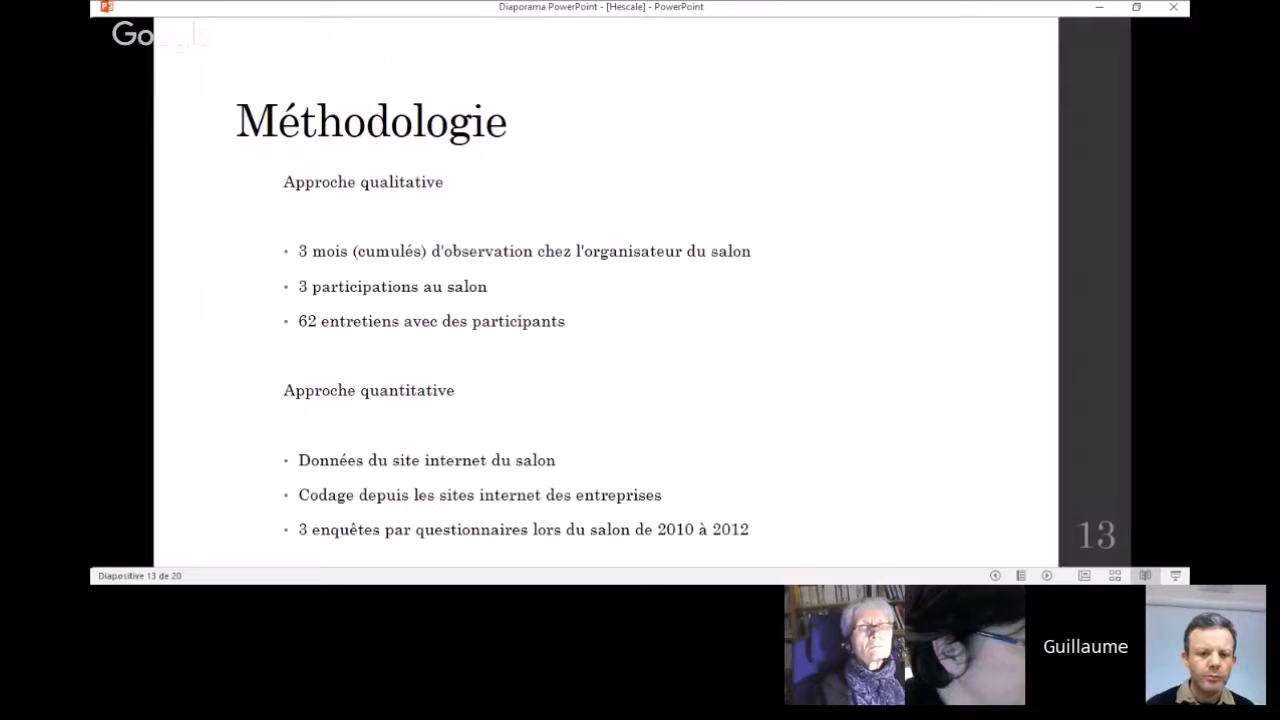 Diaporama PowerPoint - [Hescale] - PowerPoint
Google
Méthodologie
Approche qualitative
• 3 mois (cumulés) d'observation chez l'organisateur du salon
• 3 participations au salon
• 62 entretiens avec des participants
Approche quantitative
• Données du site internet du salon
• Codage depuis les sites internet des entreprises
• 3 enquêtes par questionnaires lors du salon de 2010 à 2012
13
Diapositive 13 de 20
Guillaume